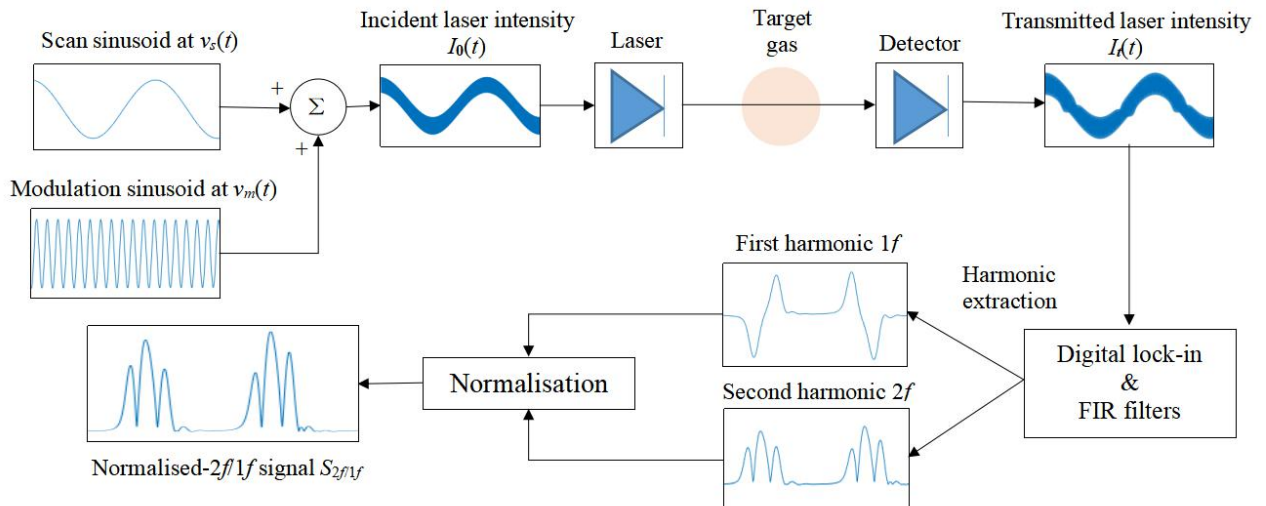 Scan sinusoid at vs(t)
Incident laser intensity
I0(t)
Laser
Target
gas
Detector
Transmitted laser intensity
It(t)
+
Σ
+
Modulation sinusoid at vm(t)
First harmonic 1f
Harmonic
extraction
Digital lock-in
&
FIR filters
Normalisation
Second harmonic 2f
Normalised-2f/1f signal S2f/1f